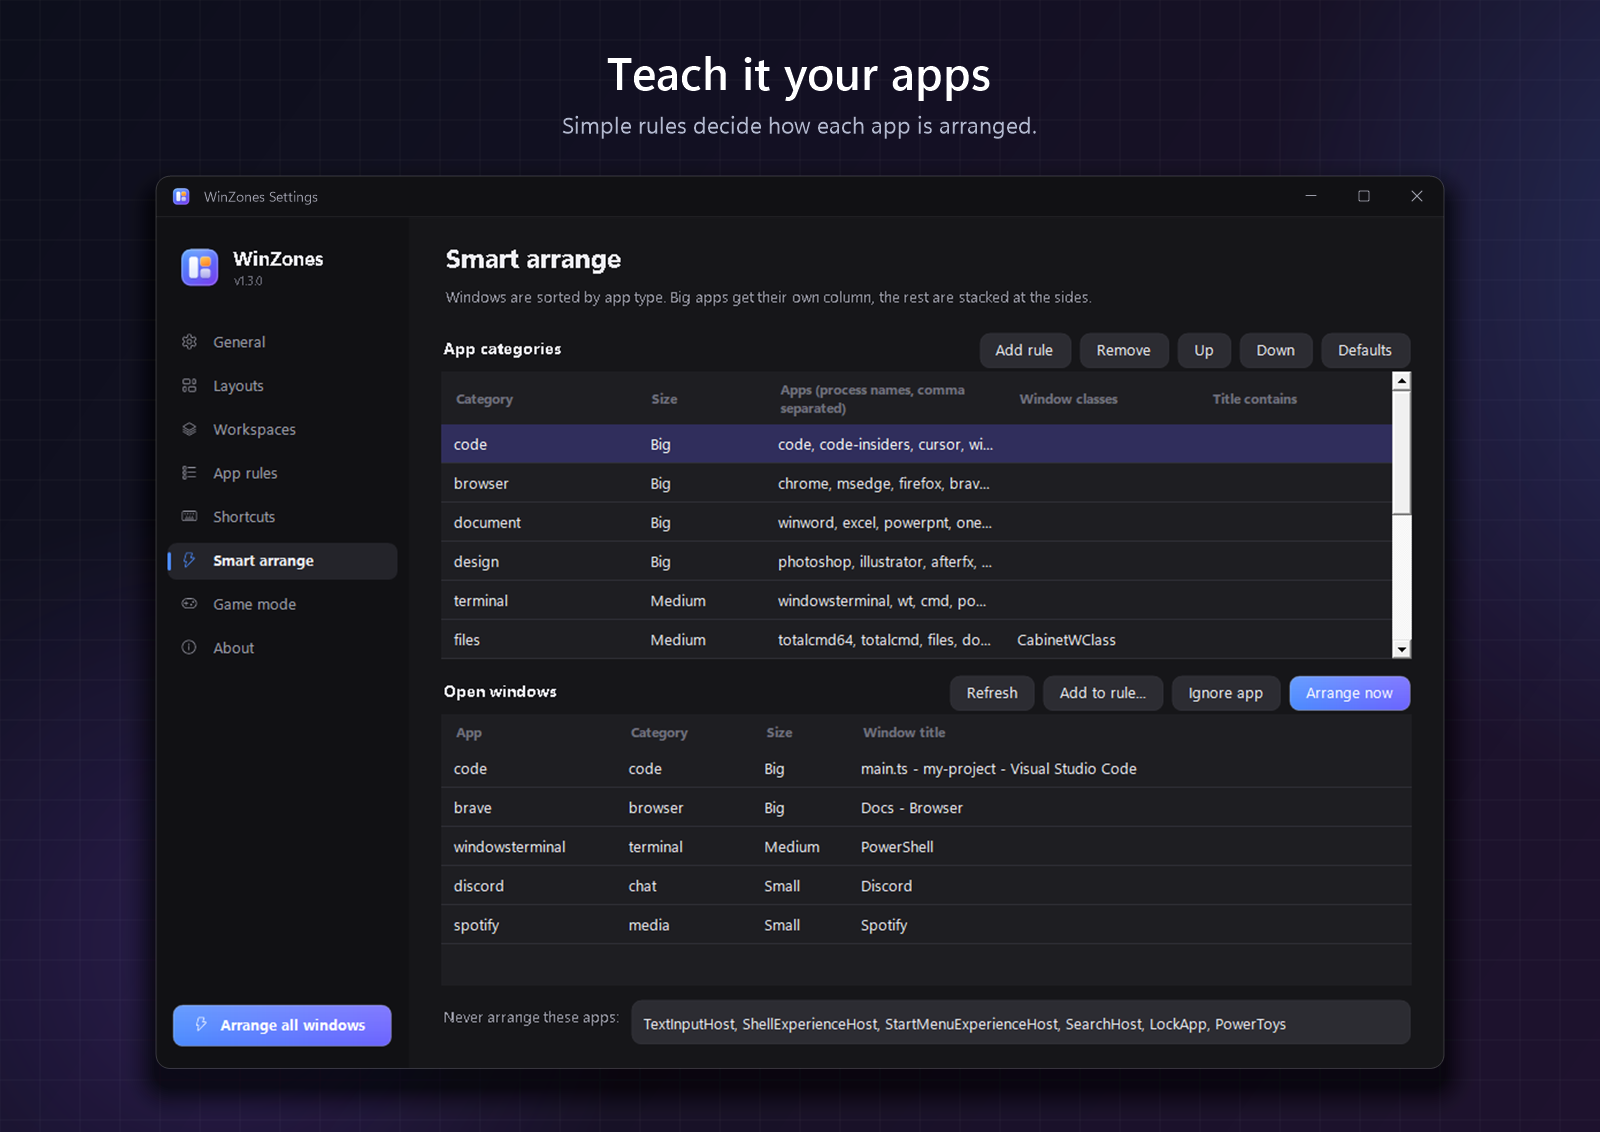 Teach it your apps
Simple rules decide how each app is arranged.
WinZones Settings
WinZones
v1.3.0
General
Layouts
Workspaces
App rules
Shortcuts
Smart arrange
Game mode
About
Arrange all windows
Smart arrange
Windows are sorted by app type. Big apps get their own column, the rest are stacked at the sides.
App categories
Add rule Remove Up Down Defaults
Category Size Apps (process names, comma separated) Window classes Title contains
code Big code, code-insiders, cursor, wi...
browser Big chrome, msedge, firefox, brav...
document Big winword, excel, powerpnt, one...
design Big photoshop, illustrator, afterfx, ...
terminal Medium windowsterminal, wt, cmd, po...
files Medium totalcmd64, totalcmd, files, do... CabinetWClass
Open windows
Refresh Add to rule... Ignore app Arrange now
App Category Size Window title
code code Big main.ts - my-project - Visual Studio Code
brave browser Big Docs - Browser
windowsterminal terminal Medium PowerShell
discord chat Small Discord
spotify media Small Spotify
Never arrange these apps: TextInputHost, ShellExperienceHost, StartMenuExperienceHost, SearchHost, LockApp, PowerToys